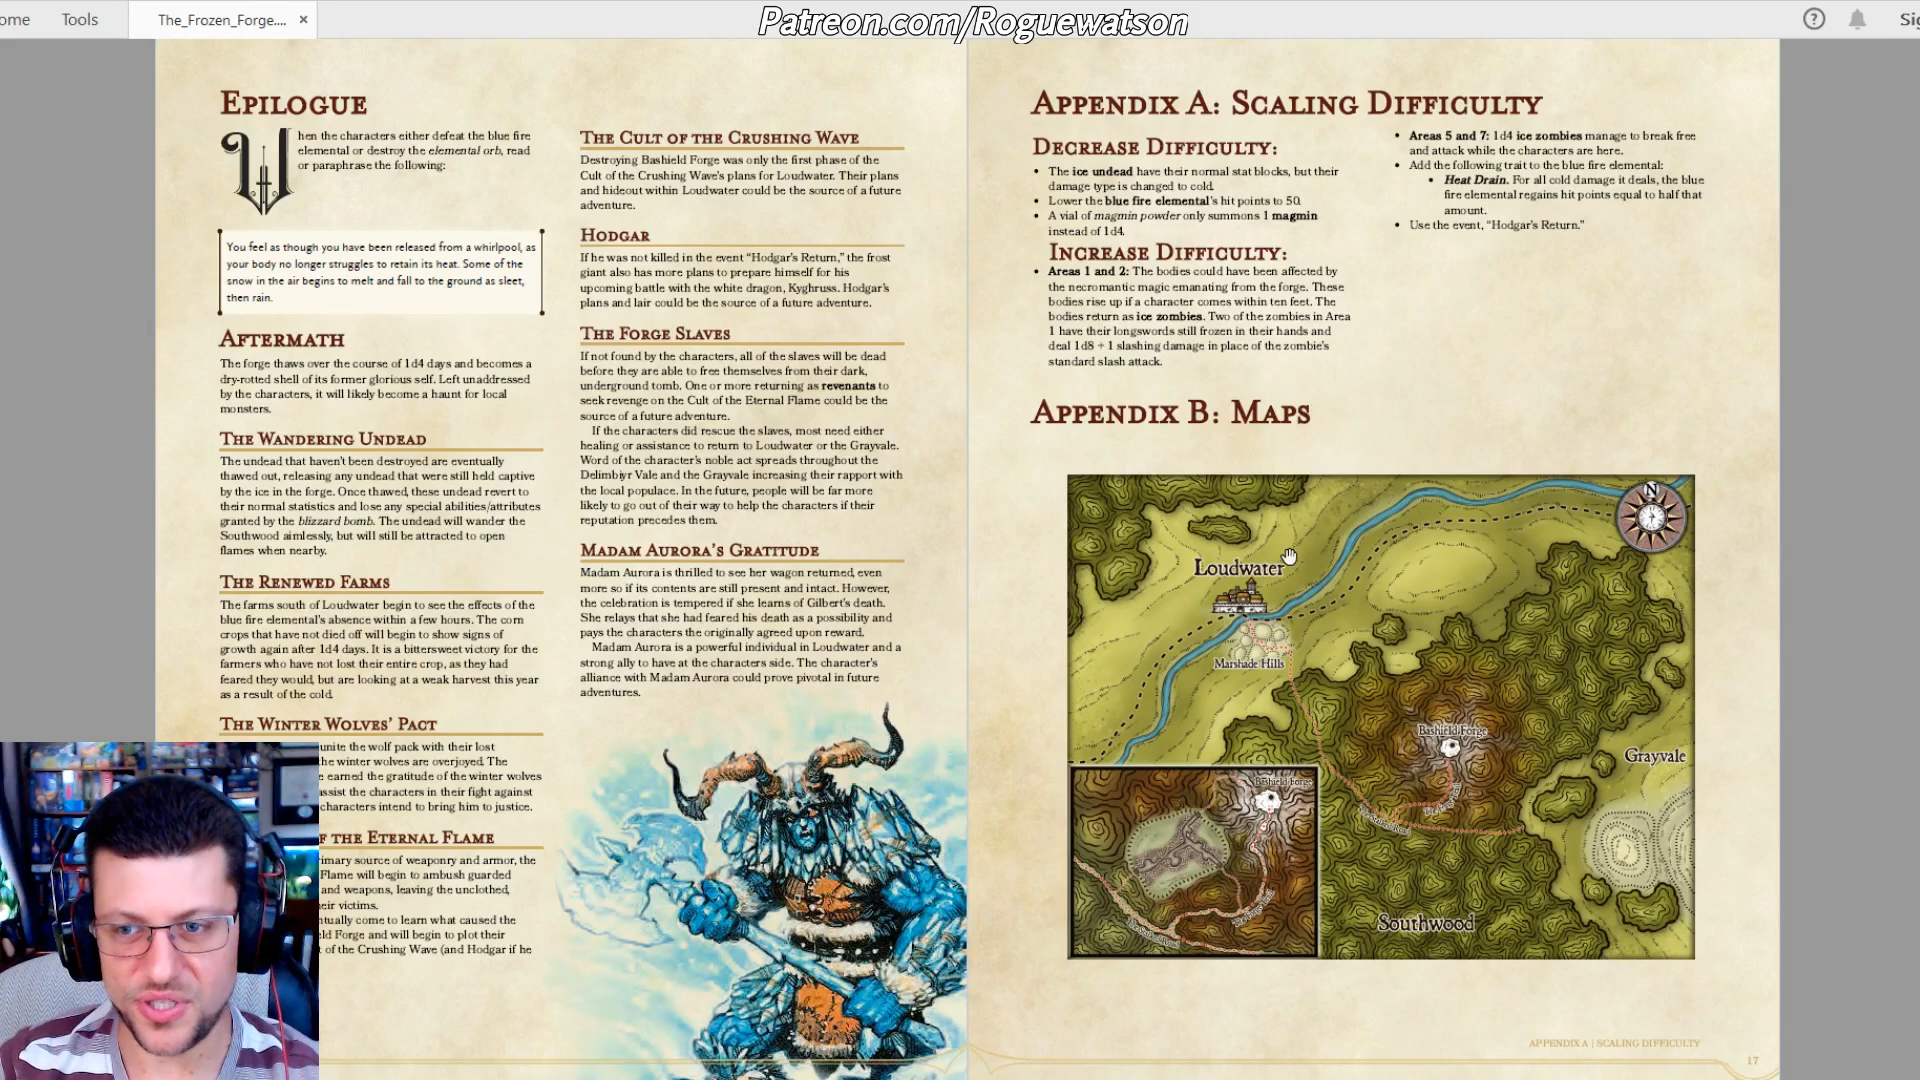 ome
Tools
The_Frozen_Forge....
Patreon.com/Roguewatson
EPILOGUE
hen the characters either defeat the blue fire
elemental or destroy the elemental orb, read
or paraphrase the following:
You feel as though you have been released from a whirlpool, as
your body no longer struggles to retain its heat. Some of the
snow in the air begins to melt and fall to the ground as sleet,
then rain.
AFTERMATH
The forge thaws over the course of 1d4 days and becomes a
dry-rotted shell of its former glorious self. Left unaddressed
by the characters, it will likely become a haunt for local
monsters.
THE WANDERING UNDEAD
The undead that haven't been destroyed are eventually
thawed out, releasing any undead that were still held captive
by the ice in the forge. Once thawed, these undead revert to
their normal statistics and lose any special abilities/attributes
granted by the blizzard bomb. The undead will wander the
Southwood aimlessly, but will still be attracted to open
flames when nearby.
THE RENEWED FARMS
The farms south of Loudwater begin to see the effects of the
blue fire elemental's absence within a few hours. The corn
crops that have not died off will begin to show signs of
growth again after 1d4 days. It is a bittersweet victory for the
farmers who have not lost their entire crop, as they had
feared they would, but are looking at a weak harvest this year
as a result of the cold.
THE WINTER WOLVES' PACT
unite the wolf pack with their lost
the winter wolves are overjoyed. The
e earned the gratitude of the winter wolves
assist the characters in their fight against
characters intend to bring him to justice.
F THE ETERNAL FLAME
rimary source of weaponry and armor, the
Flame will begin to ambush guarded
and weapons, leaving the unclothed,
eir victims.
ntually come to learn what caused the
ld Forge and will begin to plot their
t of the Crushing Wave (and Hodgar if he
THE CULT OF THE CRUSHING WAVE
Destroying Bashield Forge was only the first phase of the
Cult of the Crushing Wave's plans for Loudwater. Their plans
and hideout within Loudwater could be the source of a future
adventure.
HODGAR
If he was not killed in the event "Hodgar's Return," the frost
giant also has more plans to prepare himself for his
upcoming battle with the white dragon, Kyghruss. Hodgar's
plans and lair could be the source of a future adventure.
THE FORGE SLAVES
If not found by the characters, all of the slaves will be dead
before they are able to free themselves from their dark,
underground tomb. One or more returning as revenants to
seek revenge on the Cult of the Eternal Flame could be the
source of a future adventure.
If the characters did rescue the slaves, most need either
healing or assistance to return to Loudwater or the Grayvale.
Word of the character's noble act spreads throughout the
Delimbiyr Vale and the Grayvale increasing their rapport with
the local populace. In the future, people will be far more
likely to go out of their way to help the characters if their
reputation precedes them.
MADAM AURORA'S GRATITUDE
Madam Aurora is thrilled to see her wagon returned, even
more so if its contents are still present and intact. However,
the celebration is tempered if she learns of Gilbert's death.
She relays that she had feared his death as a possibility and
pays the characters the originally agreed upon reward.
Madam Aurora is a powerful individual in Loudwater and a
strong ally to have at the characters side. The character's
alliance with Madam Aurora could prove pivotal in future
adventures.
APPENDIX A: SCALING DIFFICULTY
DECREASE DIFFICULTY:
• The ice undead have their normal stat blocks, but their
damage type is changed to cold.
• Lower the blue fire elemental's hit points to 50.
• A vial of magmin powder only summons 1 magmin
instead of 1d4.
INCREASE DIFFICULTY:
• Areas 1 and 2: The bodies could have been affected by
the necromantic magic emanating from the forge. These
bodies rise up if a character comes within ten feet. The
bodies return as ice zombies. Two of the zombies in Area
1 have their longswords still frozen in their hands and
deal 1d8 + 1 slashing damage in place of the zombie's
standard slash attack.
• Areas 5 and 7: 1d4 ice zombies manage to break free
and attack while the characters are here.
• Add the following trait to the blue fire elemental:
• Heat Drain. For all cold damage it deals, the blue
fire elemental regains hit points equal to half that
amount.
• Use the event, "Hodgar's Return."
APPENDIX B: MAPS
N
Loudwater
Marshade Hills
Bashield Forge
Grayvale
Bashield Forge
Southwood
APPENDIX A | SCALING DIFFICULTY
17